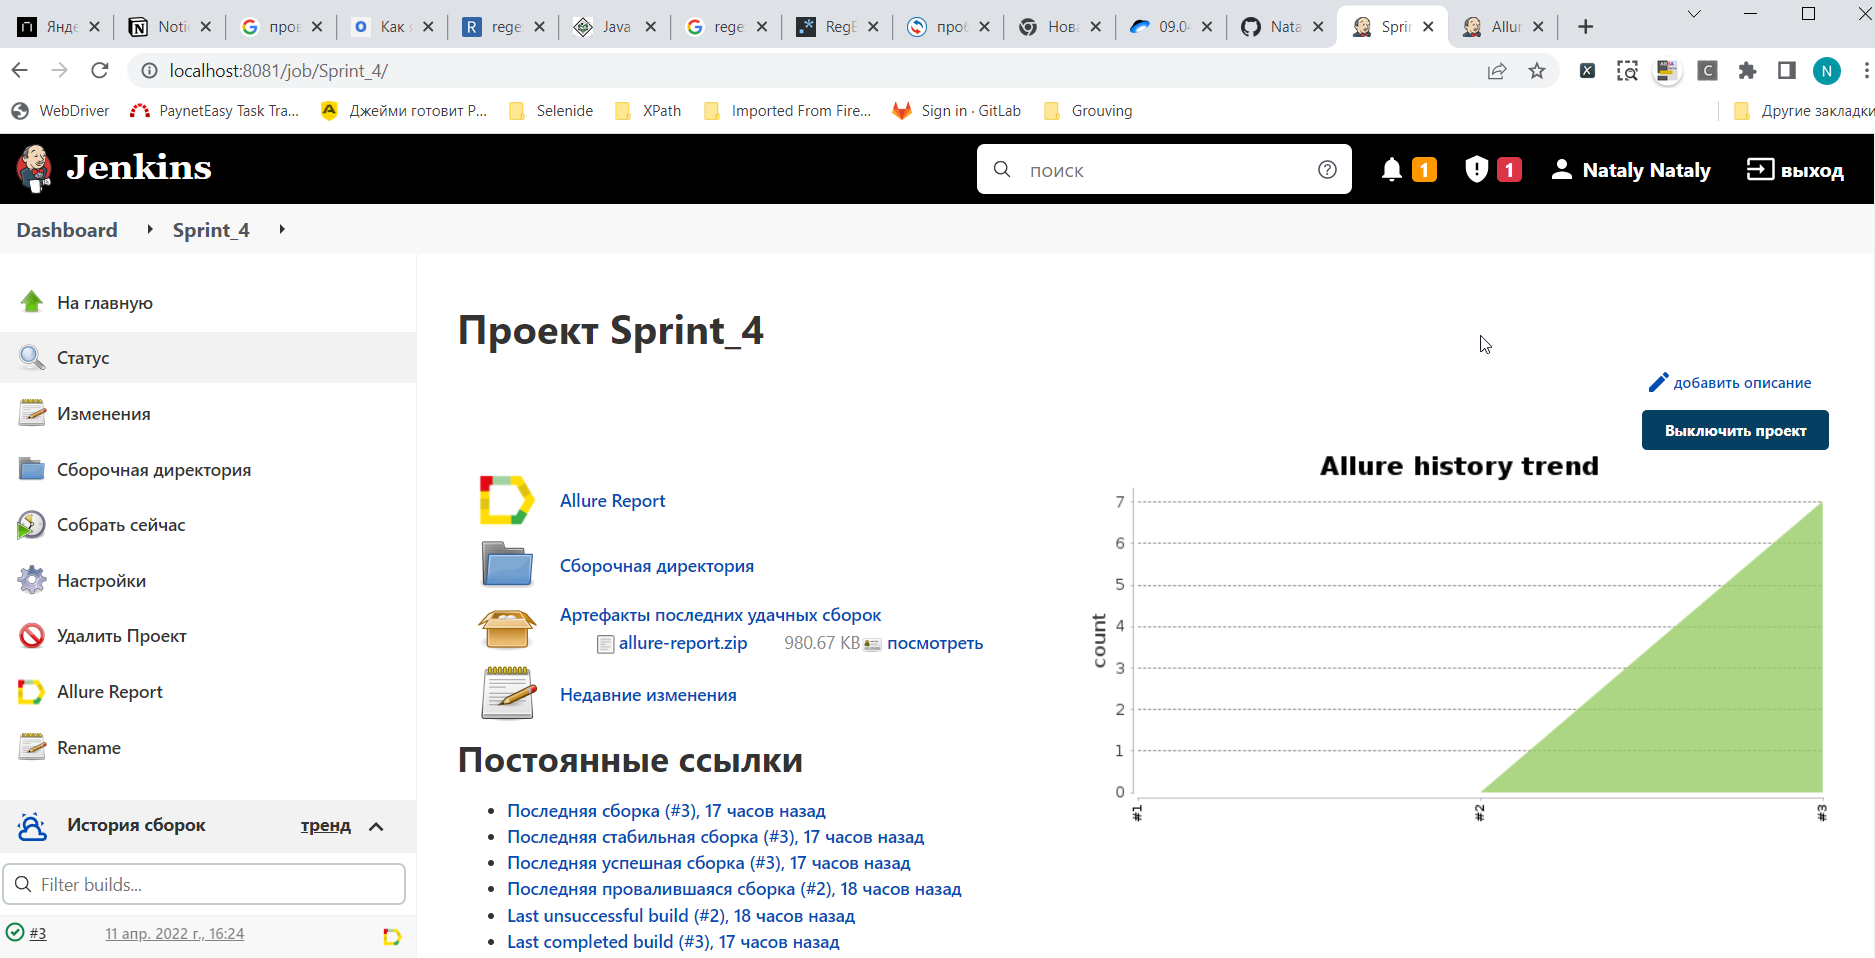 Янде
Notio
пров
Как я
rege
Java
rege
RegE
проб
Нова
09.04
Nata
Sprin
Allur
localhost:8081/job/Sprint_4/
N
WebDriver
PaynetEasy Task Tra...
Джейми готовит Р...
Selenide
XPath
Imported From Fire...
Sign in · GitLab
Grouving
Другие закладки
Jenkins
поиск
1
1
Nataly Nataly
выход
Dashboard
Sprint_4
На главную
Статус
Изменения
Сборочная директория
Собрать сейчас
Настройки
Удалить Проект
Allure Report
Rename
История сборок
тренд
Filter builds...
#3
11 апр. 2022 г., 16:24
Проект Sprint_4
добавить описание
Выключить проект
Allure Report
Сборочная директория
Артефакты последних удачных сборок
allure-report.zip 980.67 KB посмотреть
Недавние изменения
Allure history trend
7
6
5
4
3
2
1
0
count
#1
#2
#3
Постоянные ссылки
Последняя сборка (#3), 17 часов назад
Последняя стабильная сборка (#3), 17 часов назад
Последняя успешная сборка (#3), 17 часов назад
Последняя провалившаяся сборка (#2), 18 часов назад
Last unsuccessful build (#2), 18 часов назад
Last completed build (#3), 17 часов назад